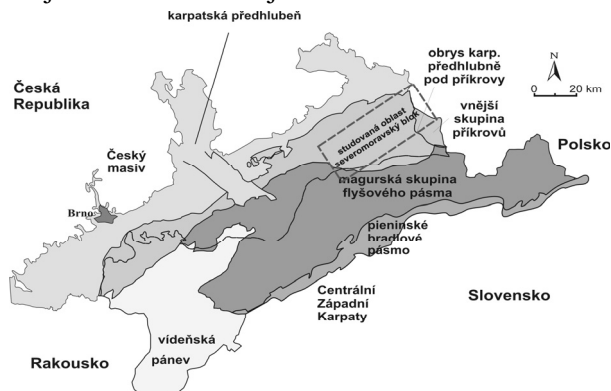 karpatská předhlubeň
obrys karp.
předhlubně
pod příkrovy
N
0 20 km
Česká
Republika
vnější
skupina
příkrovů
studovaná oblast
severomoravský blok
Polsko
Český
masiv
magurská skupina
flyšového pásma
Brno
pieninské
bradlové
pásmo
Centrální
Západní
Karpaty
Slovensko
vídeňská
pánev
Rakousko